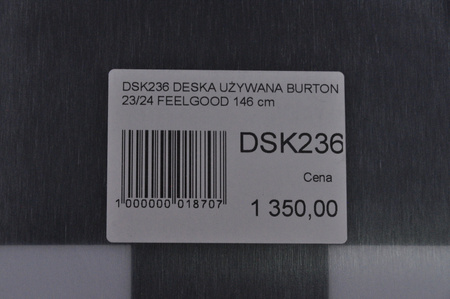 DSK236 DESKA UŻYWANA BURTON
23/24 FEELGOOD 146 cm
DSK236
Cena
1 000000 018707
1 350,00